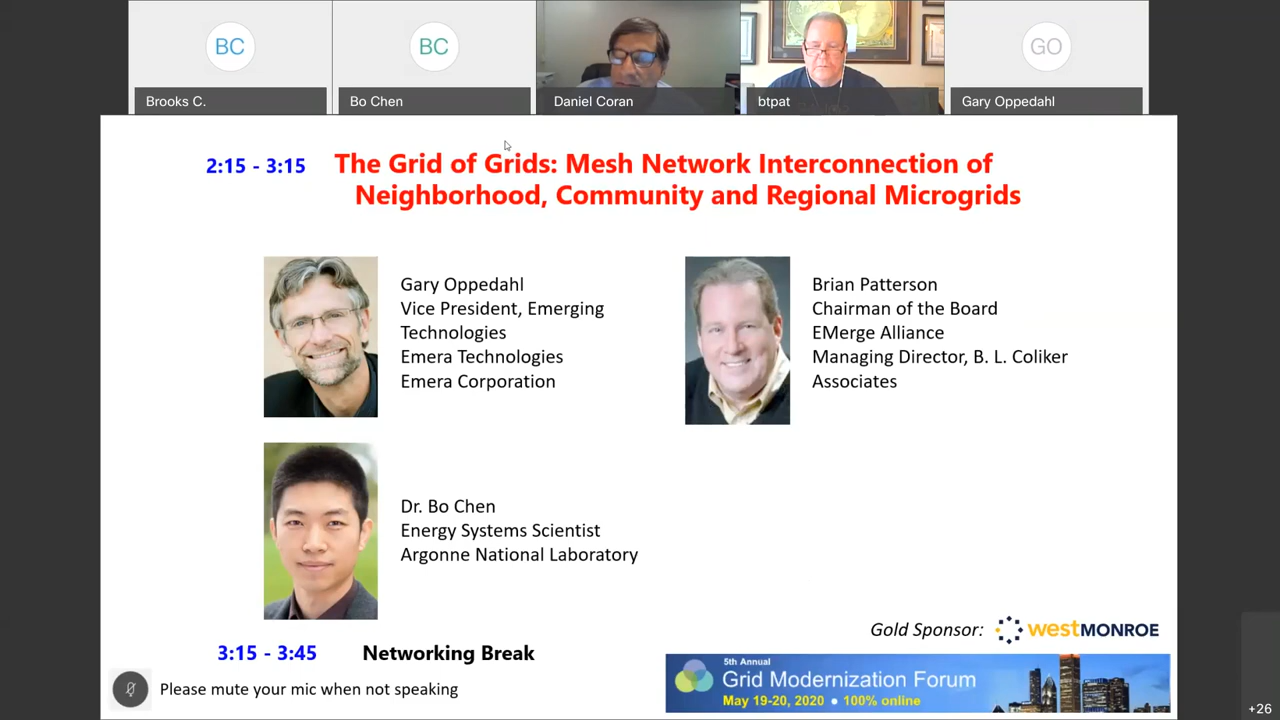 BC
BC
GO
Brooks C.
Bo Chen
Daniel Coran
btpat
Gary Oppedahl
2:15 - 3:15 The Grid of Grids: Mesh Network Interconnection of
Neighborhood, Community and Regional Microgrids
Gary Oppedahl
Vice President, Emerging
Technologies
Emera Technologies
Emera Corporation
Brian Patterson
Chairman of the Board
EMerge Alliance
Managing Director, B. L. Coliker
Associates
Dr. Bo Chen
Energy Systems Scientist
Argonne National Laboratory
Gold Sponsor: westMONROE
3:15 - 3:45 Networking Break
5th Annual
Grid Modernization Forum
May 19-20, 2020 • 100% online
Please mute your mic when not speaking
+26